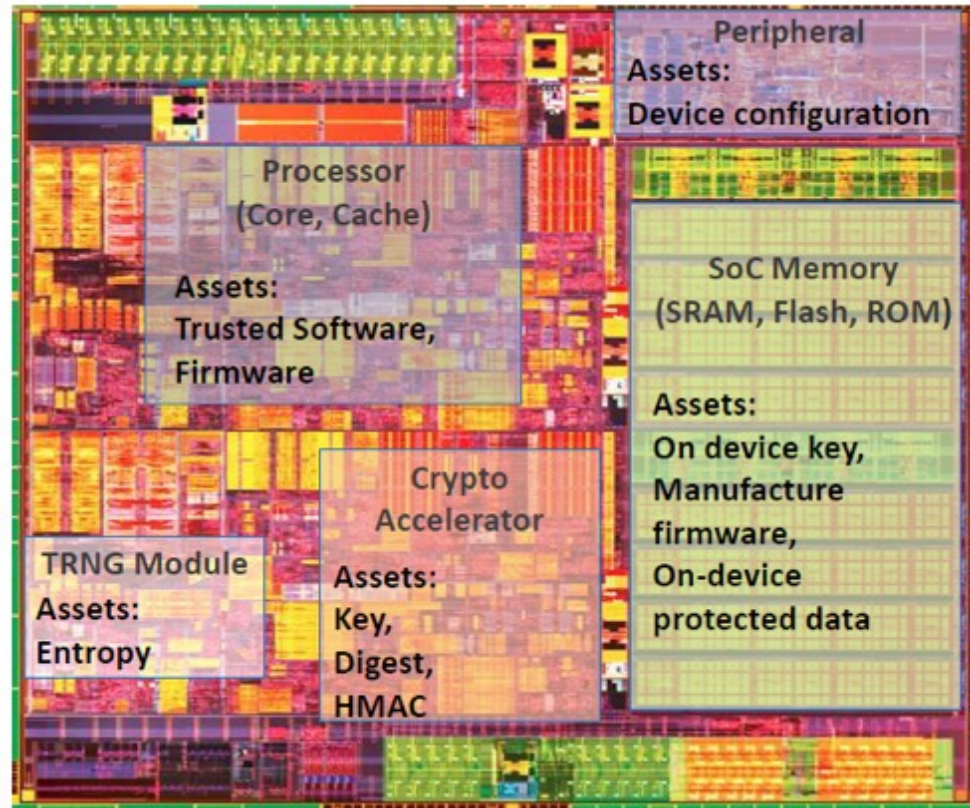 Peripheral
Assets:
Device configuration
Processor
(Core, Cache)
Assets:
Trusted Software,
Firmware
SoC Memory
(SRAM, Flash, ROM)
Assets:
On device key,
Manufacture
firmware,
On-device
protected data
Crypto
Accelerator
Assets:
Key,
Digest,
HMAC
TRNG Module
Assets:
Entropy